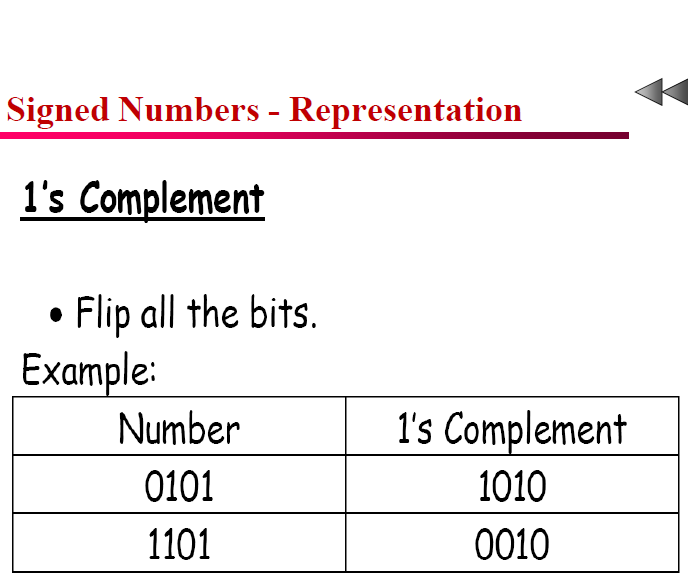 Signed Numbers - Representation
1's Complement
• Flip all the bits.
Example:
Number 1's Complement
0101 1010
1101 0010